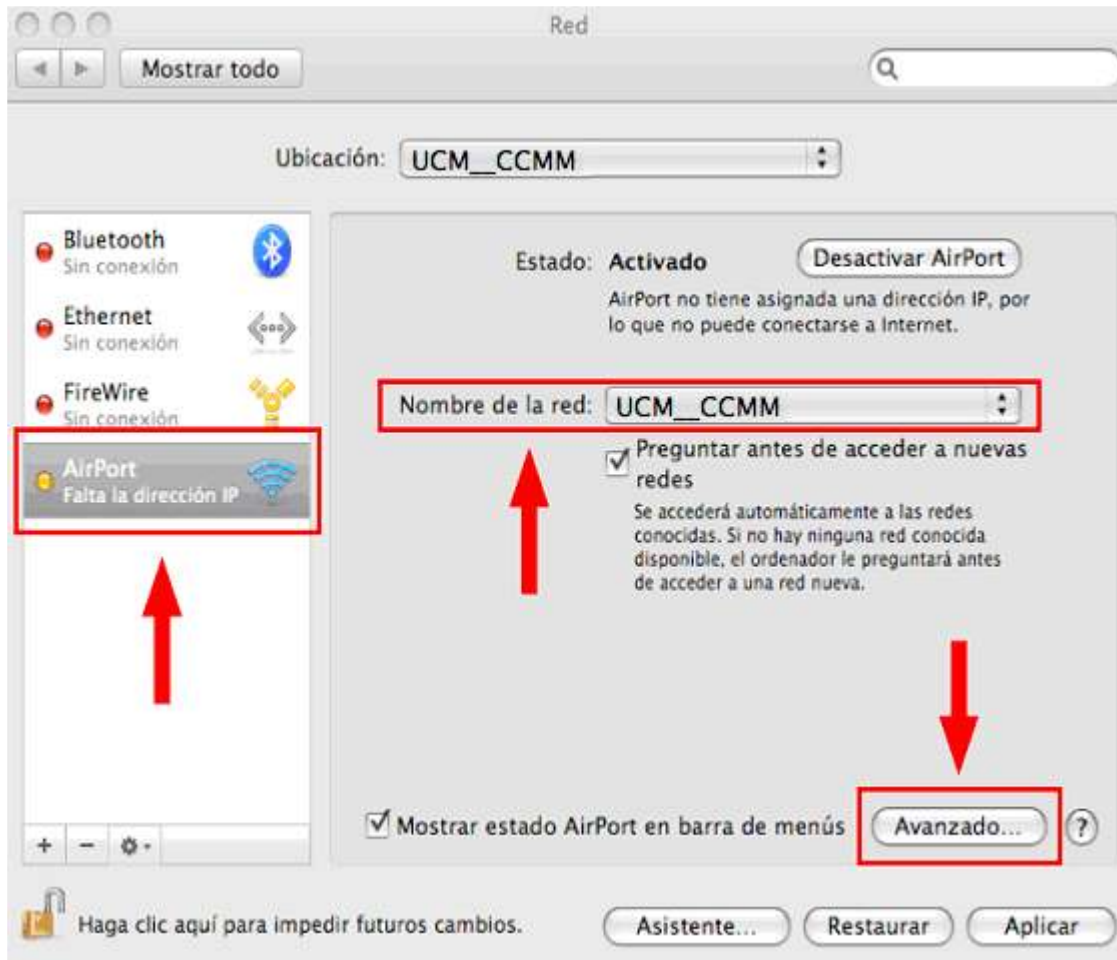 Red
Mostrar todo
Ubicación: UCM__CCMM
Bluetooth
Sin conexión
Ethernet
Sin conexión
FireWire
Sin conexión
AirPort
Falta la dirección IP
Estado: Activado Desactivar AirPort
AirPort no tiene asignada una dirección IP, por
lo que no puede conectarse a Internet.
Nombre de la red: UCM__CCMM
Preguntar antes de acceder a nuevas
redes
Se accederá automáticamente a las redes
conocidas. Si no hay ninguna red conocida
disponible, el ordenador le preguntará antes
de acceder a una red nueva.
Mostrar estado AirPort en barra de menús Avanzado... ?
Haga clic aquí para impedir futuros cambios. Asistente... Restaurar Aplicar